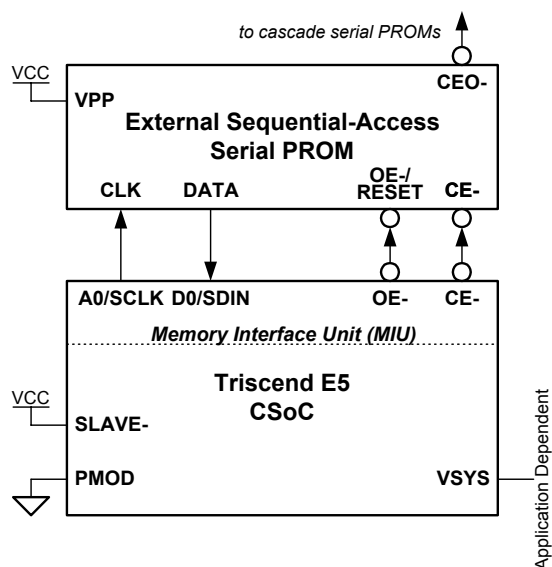 to cascade serial PROMs
VCC
CEO-
VPP
External Sequential-Access
Serial PROM
CLK DATA OE-/
RESET CE-
A0/SCLK D0/SDIN OE- CE-
Memory Interface Unit (MIU)
Triscend E5
CSoC
VCC
SLAVE-
PMOD VSYS
Application Dependent